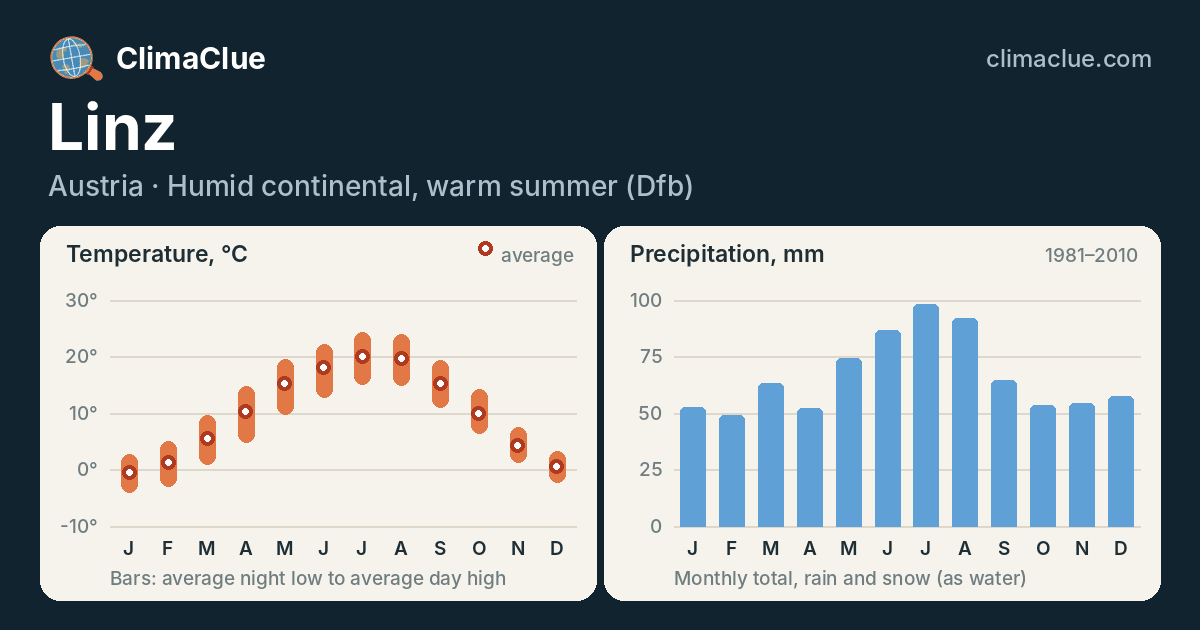 ClimaClue
climaclue.com
Linz
Austria · Humid continental, warm summer (Dfb)
Temperature, °C
average
30°
20°
10°
0°
-10°
J F M A M J J A S O N D
Bars: average night low to average day high
Precipitation, mm
1981–2010
100
75
50
25
0
J F M A M J J A S O N D
Monthly total, rain and snow (as water)